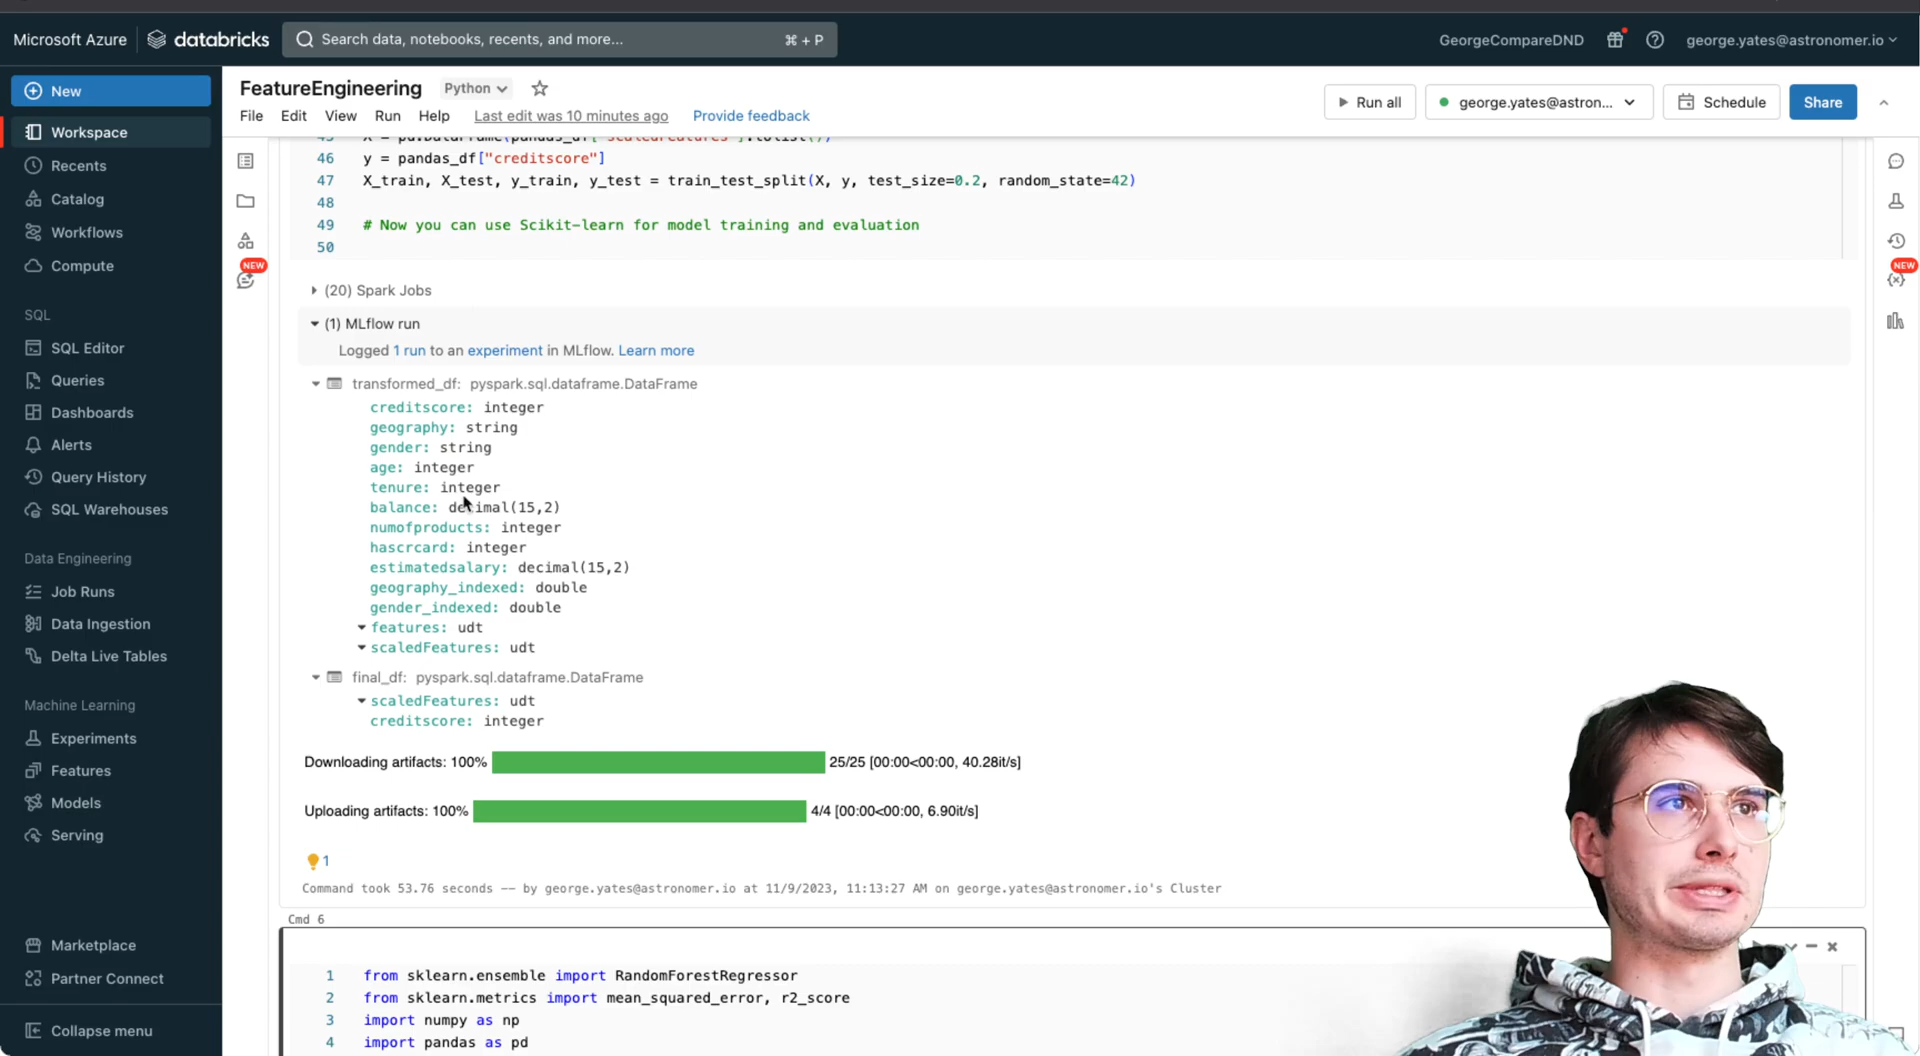 Microsoft Azure databricks Search data, notebooks, recents, and more... ⌘ + P GeorgeCompareDND george.yates@astronomer.io
New
Workspace
Recents
Catalog
Workflows
Compute
SQL
SQL Editor
Queries
Dashboards
Alerts
Query History
SQL Warehouses
Data Engineering
Job Runs
Data Ingestion
Delta Live Tables
Machine Learning
Experiments
Features
Models
Serving
Marketplace
Partner Connect
Collapse menu
FeatureEngineering Python
File Edit View Run Help Last edit was 10 minutes ago Provide feedback
Run all george.yates@astron... Schedule Share
NEW
NEW
46 y = pandas_df["creditscore"]
47 X_train, X_test, y_train, y_test = train_test_split(X, y, test_size=0.2, random_state=42)
48
49 # Now you can use Scikit-learn for model training and evaluation
50
(20) Spark Jobs
(1) MLflow run
Logged 1 run to an experiment in MLflow. Learn more
transformed_df: pyspark.sql.dataframe.DataFrame
creditscore: integer
geography: string
gender: string
age: integer
tenure: integer
balance: decimal(15,2)
numofproducts: integer
hascrcard: integer
estimatedsalary: decimal(15,2)
geography_indexed: double
gender_indexed: double
features: udt
scaledFeatures: udt
final_df: pyspark.sql.dataframe.DataFrame
scaledFeatures: udt
creditscore: integer
Downloading artifacts: 100% 25/25 [00:00<00:00, 40.28it/s]
Uploading artifacts: 100% 4/4 [00:00<00:00, 6.90it/s]
1
Command took 53.76 seconds -- by george.yates@astronomer.io at 11/9/2023, 11:13:27 AM on george.yates@astronomer.io's Cluster
Cmd 6
1 from sklearn.ensemble import RandomForestRegressor
2 from sklearn.metrics import mean_squared_error, r2_score
3 import numpy as np
4 import pandas as pd